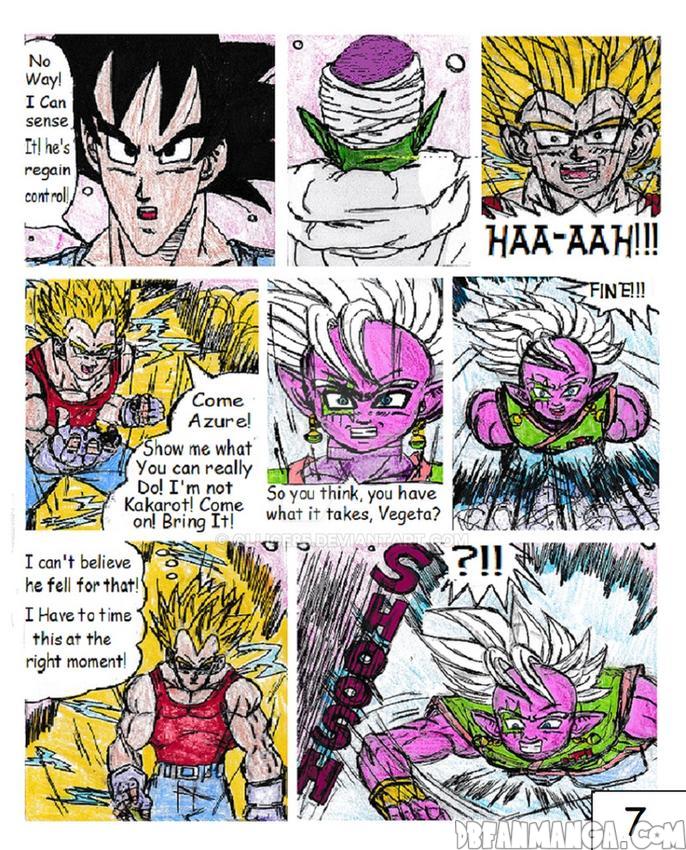 No
Way!
I Can
sense
It! he's
regain
control!
HAA-AAH!!!
Come
Azure!
Show me what
You can really
Do! I'm not
Kakarot! Come
on! Bring It!
So you think, you have
what it takes, Vegeta?
FINE!!!
I can't believe
he fell for that!
I Have to time
this at the
right moment!
SHOOSH
?!!
7
DBFANMANGA.COM